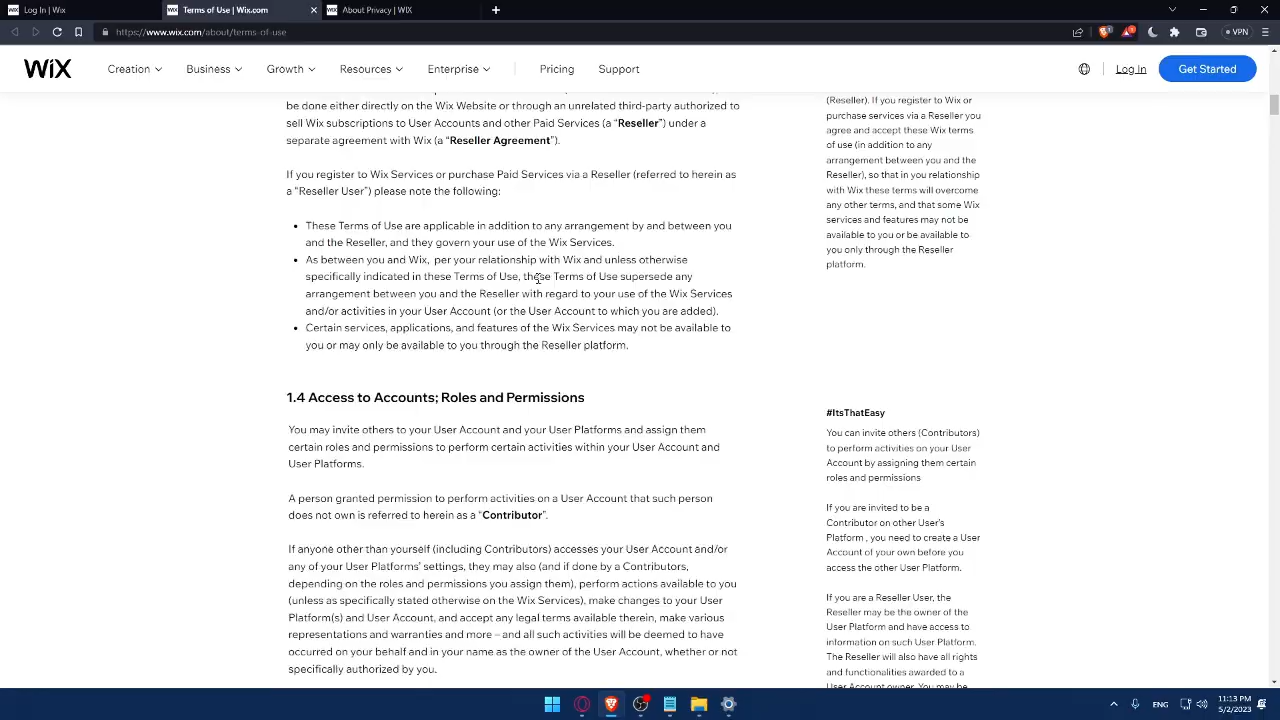 Log In | Wix
Terms of Use | Wix.com
About Privacy | WIX
https://www.wix.com/about/terms-of-use
VPN
WIX
Creation
Business
Growth
Resources
Enterprise
Pricing
Support
Log in
Get Started
be done either directly on the Wix Website or through an unrelated third-party authorized to
sell Wix subscriptions to User Accounts and other Paid Services (a “Reseller”) under a
separate agreement with Wix (a “Reseller Agreement”).
If you register to Wix Services or purchase Paid Services via a Reseller (referred to herein as
a “Reseller User”) please note the following:
• These Terms of Use are applicable in addition to any arrangement by and between you
and the Reseller, and they govern your use of the Wix Services.
• As between you and Wix, per your relationship with Wix and unless otherwise
specifically indicated in these Terms of Use, these Terms of Use supersede any
arrangement between you and the Reseller with regard to your use of the Wix Services
and/or activities in your User Account (or the User Account to which you are added).
• Certain services, applications, and features of the Wix Services may not be available to
you or may only be available to you through the Reseller platform.
(Reseller). If you register to Wix or
purchase services via a Reseller you
agree and accept these Wix terms
of use (in addition to any
arrangement between you and the
Reseller), so that in you relationship
with Wix these terms will overcome
any other terms, and that some Wix
services and features may not be
available to you or be available to
you only through the Reseller
platform.
1.4 Access to Accounts; Roles and Permissions
You may invite others to your User Account and your User Platforms and assign them
certain roles and permissions to perform certain activities within your User Account and
User Platforms.
A person granted permission to perform activities on a User Account that such person
does not own is referred to herein as a “Contributor”.
If anyone other than yourself (including Contributors) accesses your User Account and/or
any of your User Platforms’ settings, they may also (and if done by a Contributors,
depending on the roles and permissions you assign them), perform actions available to you
(unless as specifically stated otherwise on the Wix Services), make changes to your User
Platform(s) and User Account, and accept any legal terms available therein, make various
representations and warranties and more – and all such activities will be deemed to have
occurred on your behalf and in your name as the owner of the User Account, whether or not
specifically authorized by you.
#ItsThatEasy
You can invite others (Contributors)
to perform activities on your User
Account by assigning them certain
roles and permissions
If you are invited to be a
Contributor on other User’s
Platform , you need to create a User
Account of your own before you
access the other User Platform.
If you are a Reseller User, the
Reseller may be the owner of the
User Platform and have access to
information on such User Platform.
The Reseller will also have all rights
and functionalities awarded to a
User Account owner. You may be
ENG
11:13 PM
5/2/2023